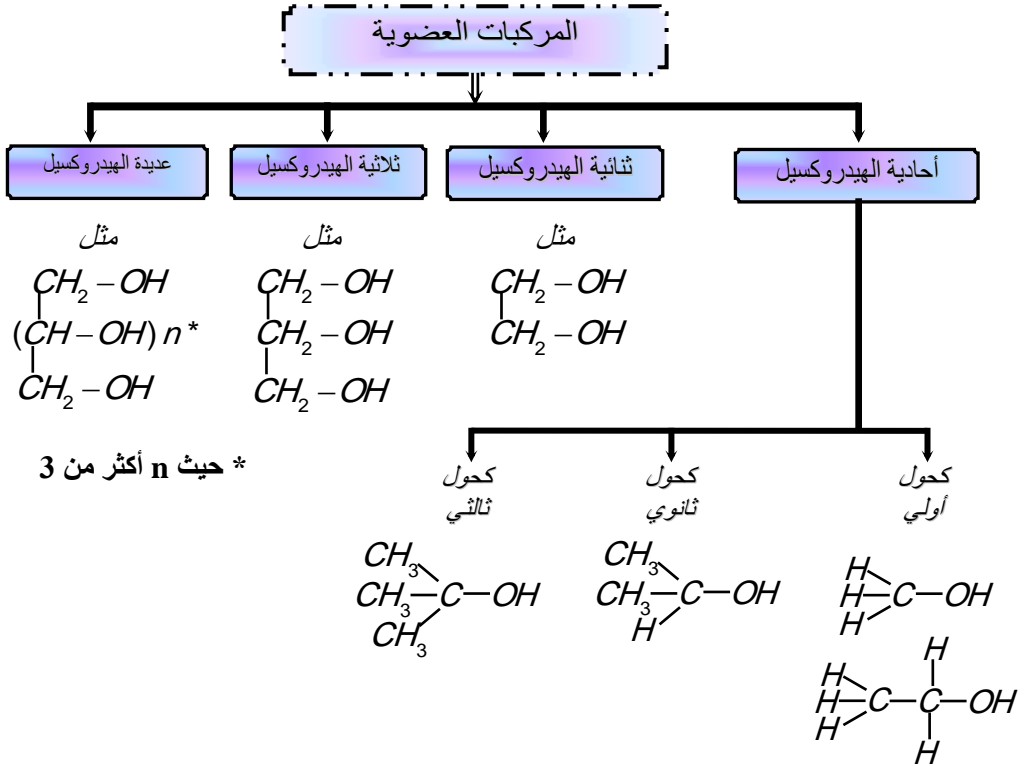 المركبات العضوية
أحادية الهيدروكسيل
ثنائية الهيدروكسيل
ثلاثية الهيدروكسيل
عديدة الهيدروكسيل
مثل
CH₂ – OH
CH₂ – OH
مثل
CH₂ – OH
CH₂ – OH
CH₂ – OH
مثل
CH₂ – OH
(CH – OH) n *
CH₂ – OH
* حيث n أكثر من 3
كحول
أولي
H
H C OH
H
H
H
H C C OH
H
H
كحول
ثانوي
CH₃
CH₃ C OH
H
كحول
ثالثي
CH₃
CH₃ C OH
CH₃